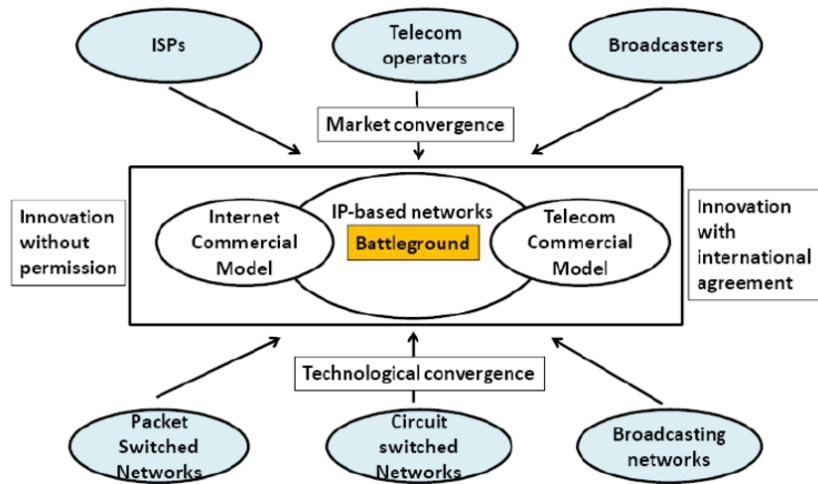 ISPs
Telecom
operators
Broadcasters
Market convergence
Innovation
without
permission
Internet
Commercial
Model
IP-based networks
Battleground
Telecom
Commercial
Model
Innovation
with
international
agreement
Technological convergence
Packet
Switched
Networks
Circuit
switched
Networks
Broadcasting
networks